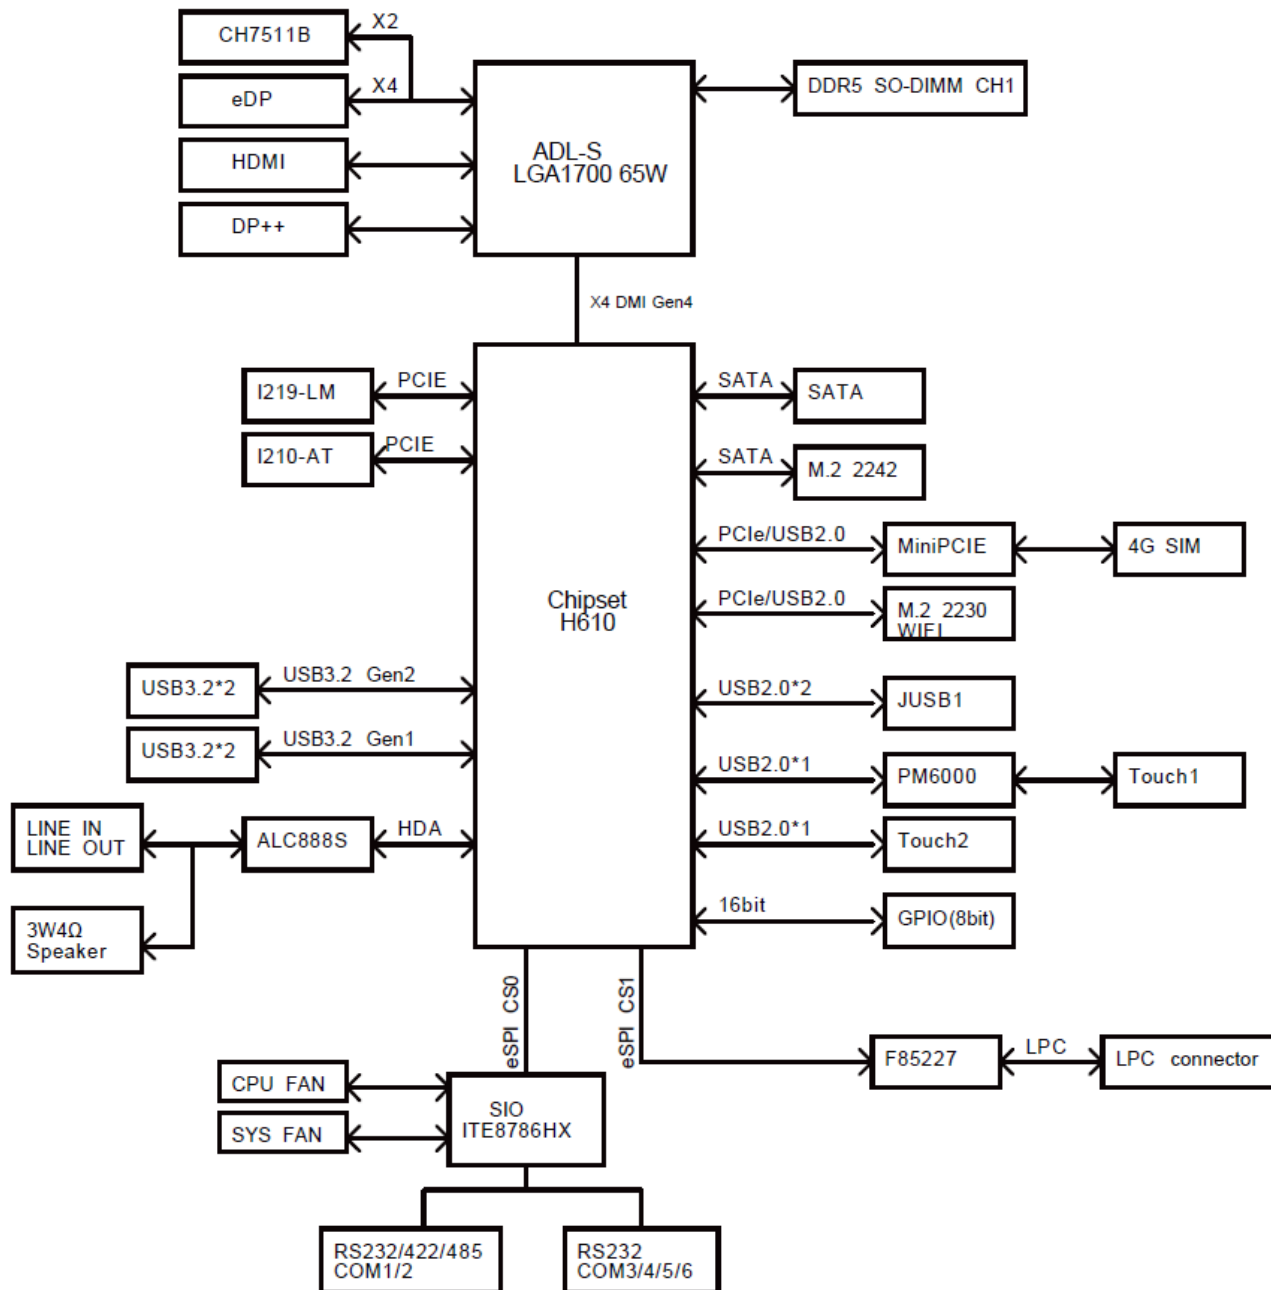 CH7511B
X2
eDP
X4
HDMI
DP++
ADL-S
LGA1700 65W
DDR5 SO-DIMM CH1
X4 DMI Gen4
I219-LM
PCIE
I210-AT
PCIE
Chipset
H610
SATA
SATA
SATA
M.2 2242
PCIe/USB2.0
MiniPCIE
4G SIM
PCIe/USB2.0
M.2 2230
WIFI
USB3.2*2
USB3.2 Gen2
USB2.0*2
JUSB1
USB3.2*2
USB3.2 Gen1
USB2.0*1
PM6000
Touch1
LINE IN
LINE OUT
ALC888S
HDA
USB2.0*1
Touch2
3W4Ω
Speaker
16bit
GPIO(8bit)
eSPI CS0
eSPI CS1
F85227
LPC
LPC connector
CPU FAN
SYS FAN
SIO
ITE8786HX
RS232/422/485
COM1/2
RS232
COM3/4/5/6